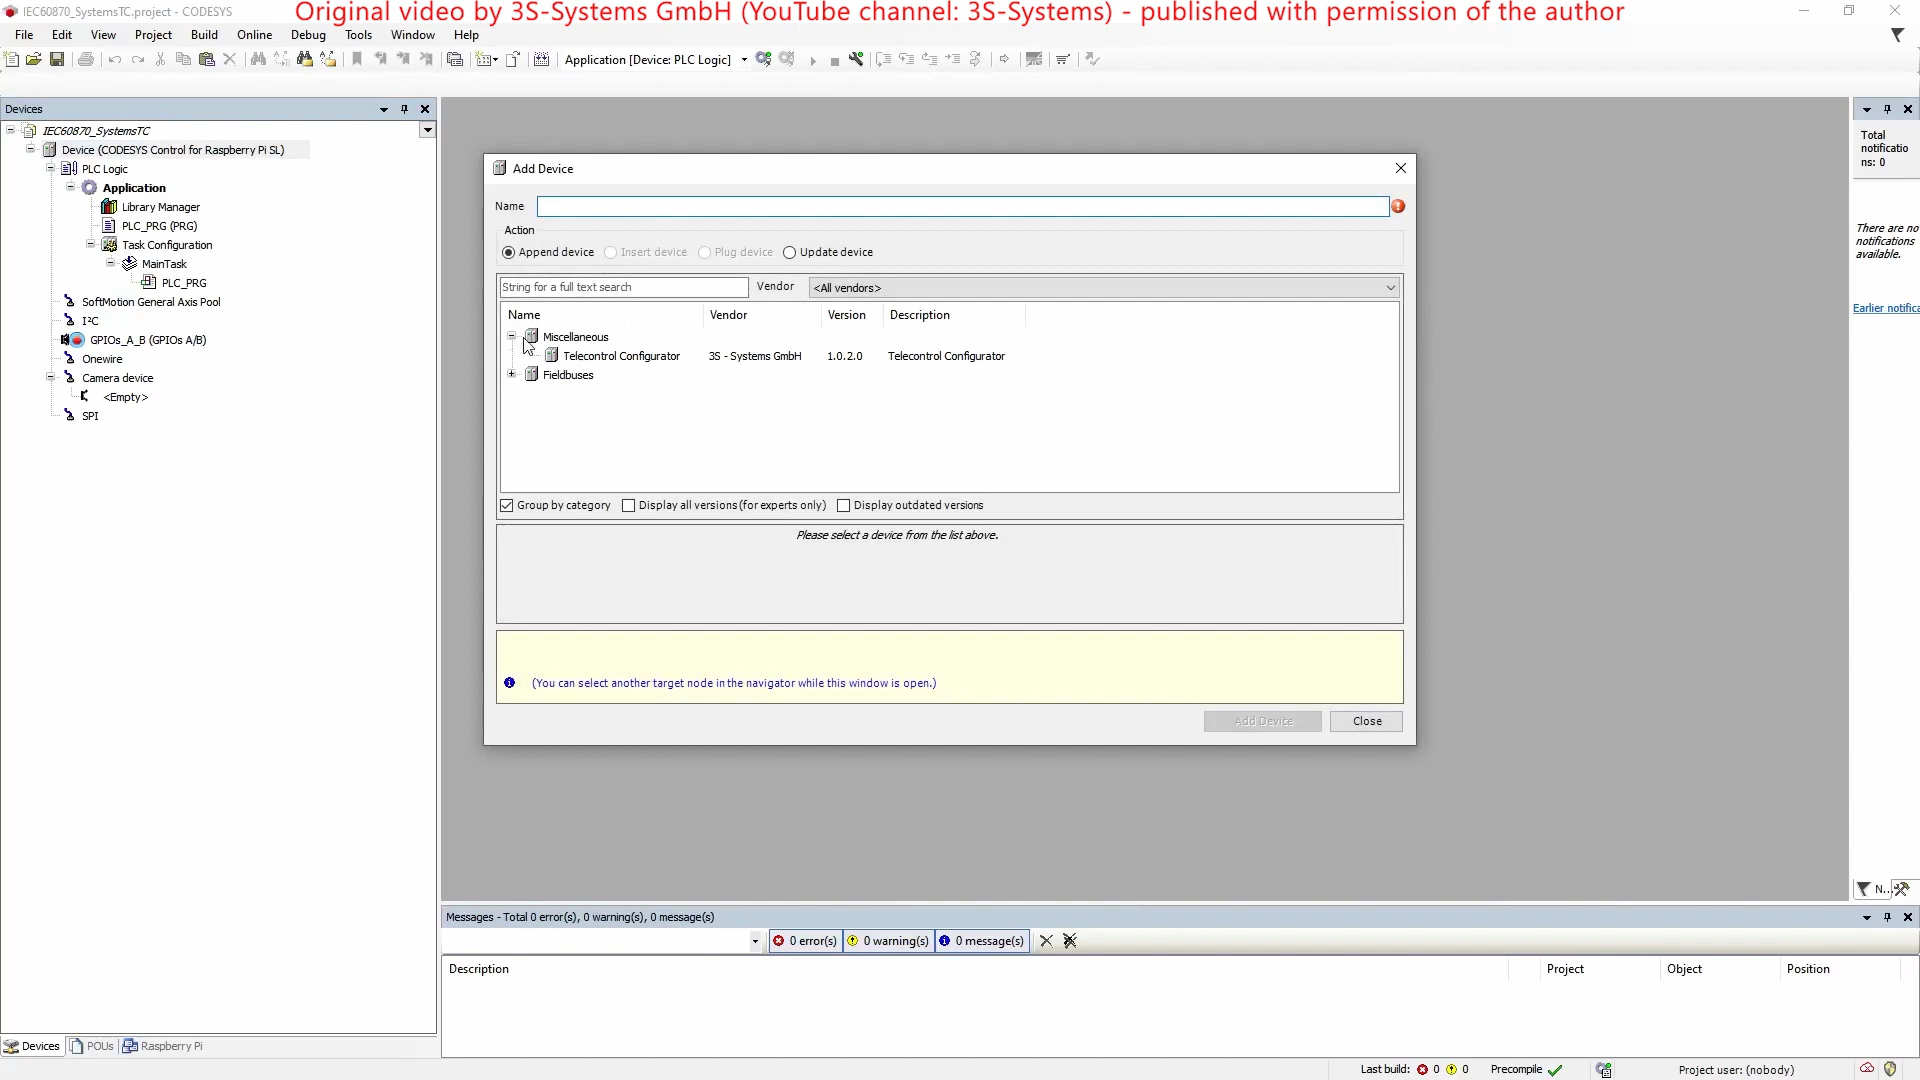 IEC60870_SystemsTC.project - CODESYS
Original video by 3S-Systems GmbH (YouTube channel: 3S-Systems) - published with permission of the author
File Edit View Project Build Online Debug Tools Window Help
Application [Device: PLC Logic]
Devices
IEC60870_SystemsTC
Device (CODESYS Control for Raspberry Pi SL)
PLC Logic
Application
Library Manager
PLC_PRG (PRG)
Task Configuration
MainTask
PLC_PRG
SoftMotion General Axis Pool
I²C
GPIOs_A_B (GPIOs A/B)
Onewire
Camera device
<Empty>
SPI
Add Device
Name
Action
Append device Insert device Plug device Update device
String for a full text search Vendor <All vendors>
Name Vendor Version Description
Miscellaneous
Telecontrol Configurator 3S - Systems GmbH 1.0.2.0 Telecontrol Configurator
Fieldbuses
Group by category Display all versions (for experts only) Display outdated versions
Please select a device from the list above.
(You can select another target node in the navigator while this window is open.)
Add Device Close
Total
notificatio
ns: 0
There are no
notifications
available.
Earlier notifica
N...
Messages - Total 0 error(s), 0 warning(s), 0 message(s)
0 error(s) 0 warning(s) 0 message(s)
Description Project Object Position
Devices POUs Raspberry Pi
Last build: 0 0 Precompile Project user: (nobody)